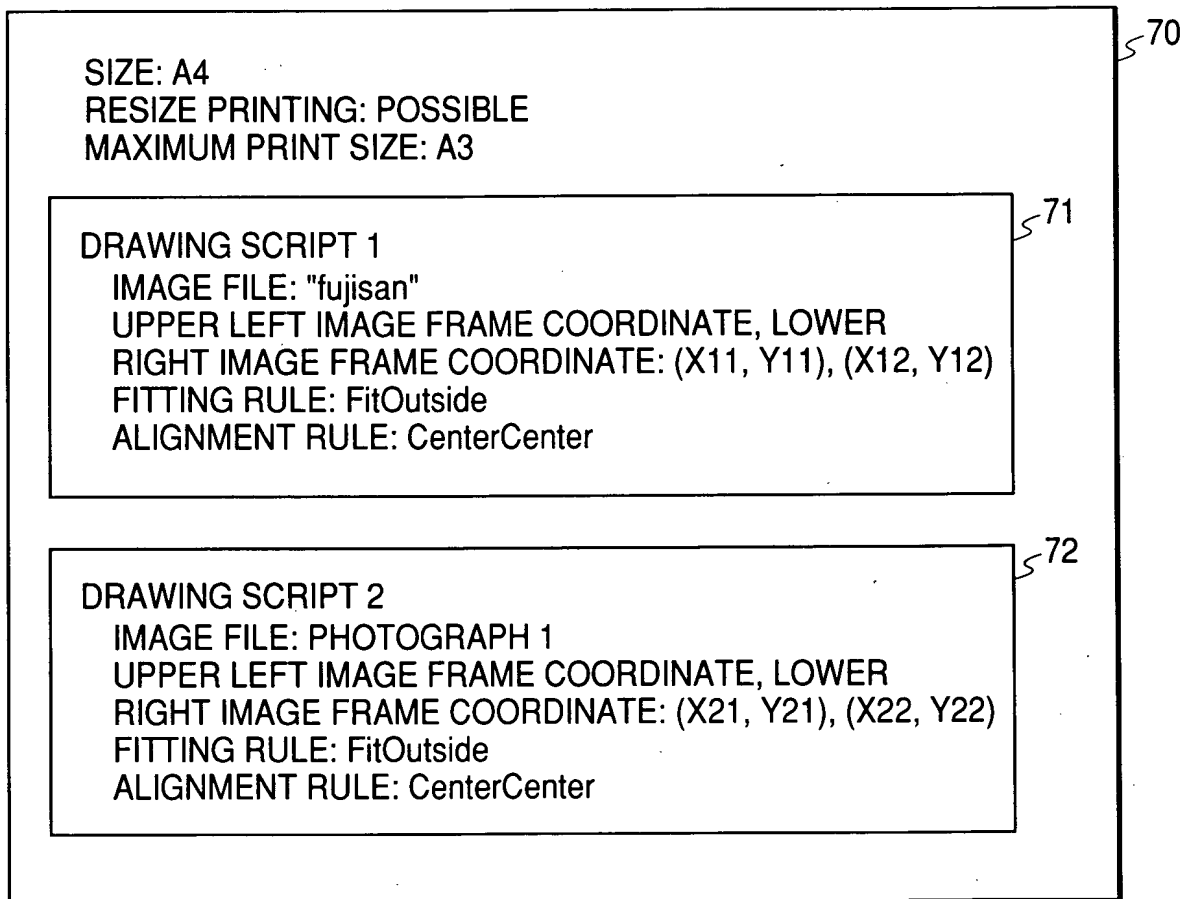 70
SIZE: A4
RESIZE PRINTING: POSSIBLE
MAXIMUM PRINT SIZE: A3
71
DRAWING SCRIPT 1
IMAGE FILE: "fujisan"
UPPER LEFT IMAGE FRAME COORDINATE, LOWER
RIGHT IMAGE FRAME COORDINATE: (X11, Y11), (X12, Y12)
FITTING RULE: FitOutside
ALIGNMENT RULE: CenterCenter
72
DRAWING SCRIPT 2
IMAGE FILE: PHOTOGRAPH 1
UPPER LEFT IMAGE FRAME COORDINATE, LOWER
RIGHT IMAGE FRAME COORDINATE: (X21, Y21), (X22, Y22)
FITTING RULE: FitOutside
ALIGNMENT RULE: CenterCenter